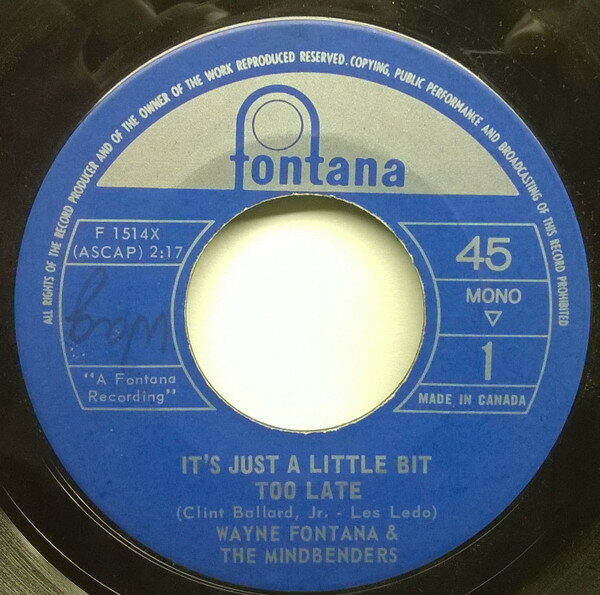 ALL RIGHTS OF THE RECORD PRODUCER AND OF THE OWNER OF THE WORK REPRODUCED RESERVED. COPYING, PUBLIC PERFORMANCE AND BROADCASTING OF THIS RECORD PROHIBITED
fontana
F 1514X
(ASCAP) 2:17
"A Fontana
Recording"
45
MONO
1
MADE IN CANADA
IT'S JUST A LITTLE BIT
TOO LATE
(Clint Ballard, Jr. - Les Ledo)
WAYNE FONTANA &
THE MINDBENDERS